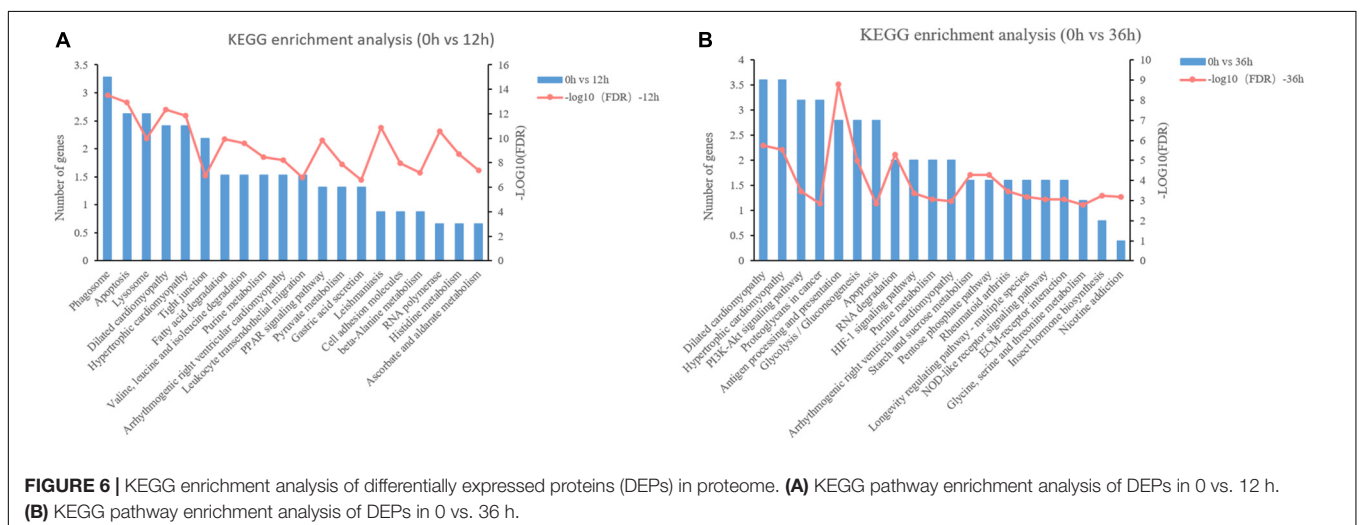 A
KEGG enrichment analysis (0h vs 12h)
3.5
3
2.5
2
1.5
1
0.5
0
Number of genes
16
14
12
10
8
6
4
2
0
-LOG10(FDR)
0h vs 12h
-log10（FDR）-12h
Phagosome
Apoptosis
Lysosome
Dilated cardiomyopathy
Hypertrophic cardiomyopathy
Tight junction
Fatty acid degradation
Valine, leucine and isoleucine degradation
Purine metabolism
Arrhythmogenic right ventricular cardiomyopathy
Leukocyte transendothelial migration
PPAR signaling pathway
Pyruvate metabolism
Gastric acid secretion
Leishmaniasis
Cell adhesion molecules
beta-Alanine metabolism
RNA polymerase
Histidine metabolism
Ascorbate and aldarate metabolism
B
KEGG enrichment analysis (0h vs 36h)
4
3.5
3
2.5
2
1.5
1
0.5
0
Number of genes
10
9
8
7
6
5
4
3
2
1
0
-LOG10(FDR)
0h vs 36h
-log10（FDR）-36h
Dilated cardiomyopathy
Hypertrophic cardiomyopathy
PI3K-Akt signaling pathway
Proteoglycans in cancer
Antigen processing and presentation
Glycolysis / Gluconeogenesis
Apoptosis
RNA degradation
HIF-1 signaling pathway
Purine metabolism
Arrhythmogenic right ventricular cardiomyopathy
Starch and sucrose metabolism
Pentose phosphate pathway
Rheumatoid arthritis
Longevity regulating pathway - multiple species
NOD-like receptor signaling pathway
ECM-receptor interaction
Glycine, serine and threonine metabolism
Insect hormone biosynthesis
Nicotine addiction
FIGURE 6 | KEGG enrichment analysis of differentially expressed proteins (DEPs) in proteome. (A) KEGG pathway enrichment analysis of DEPs in 0 vs. 12 h.
(B) KEGG pathway enrichment analysis of DEPs in 0 vs. 36 h.